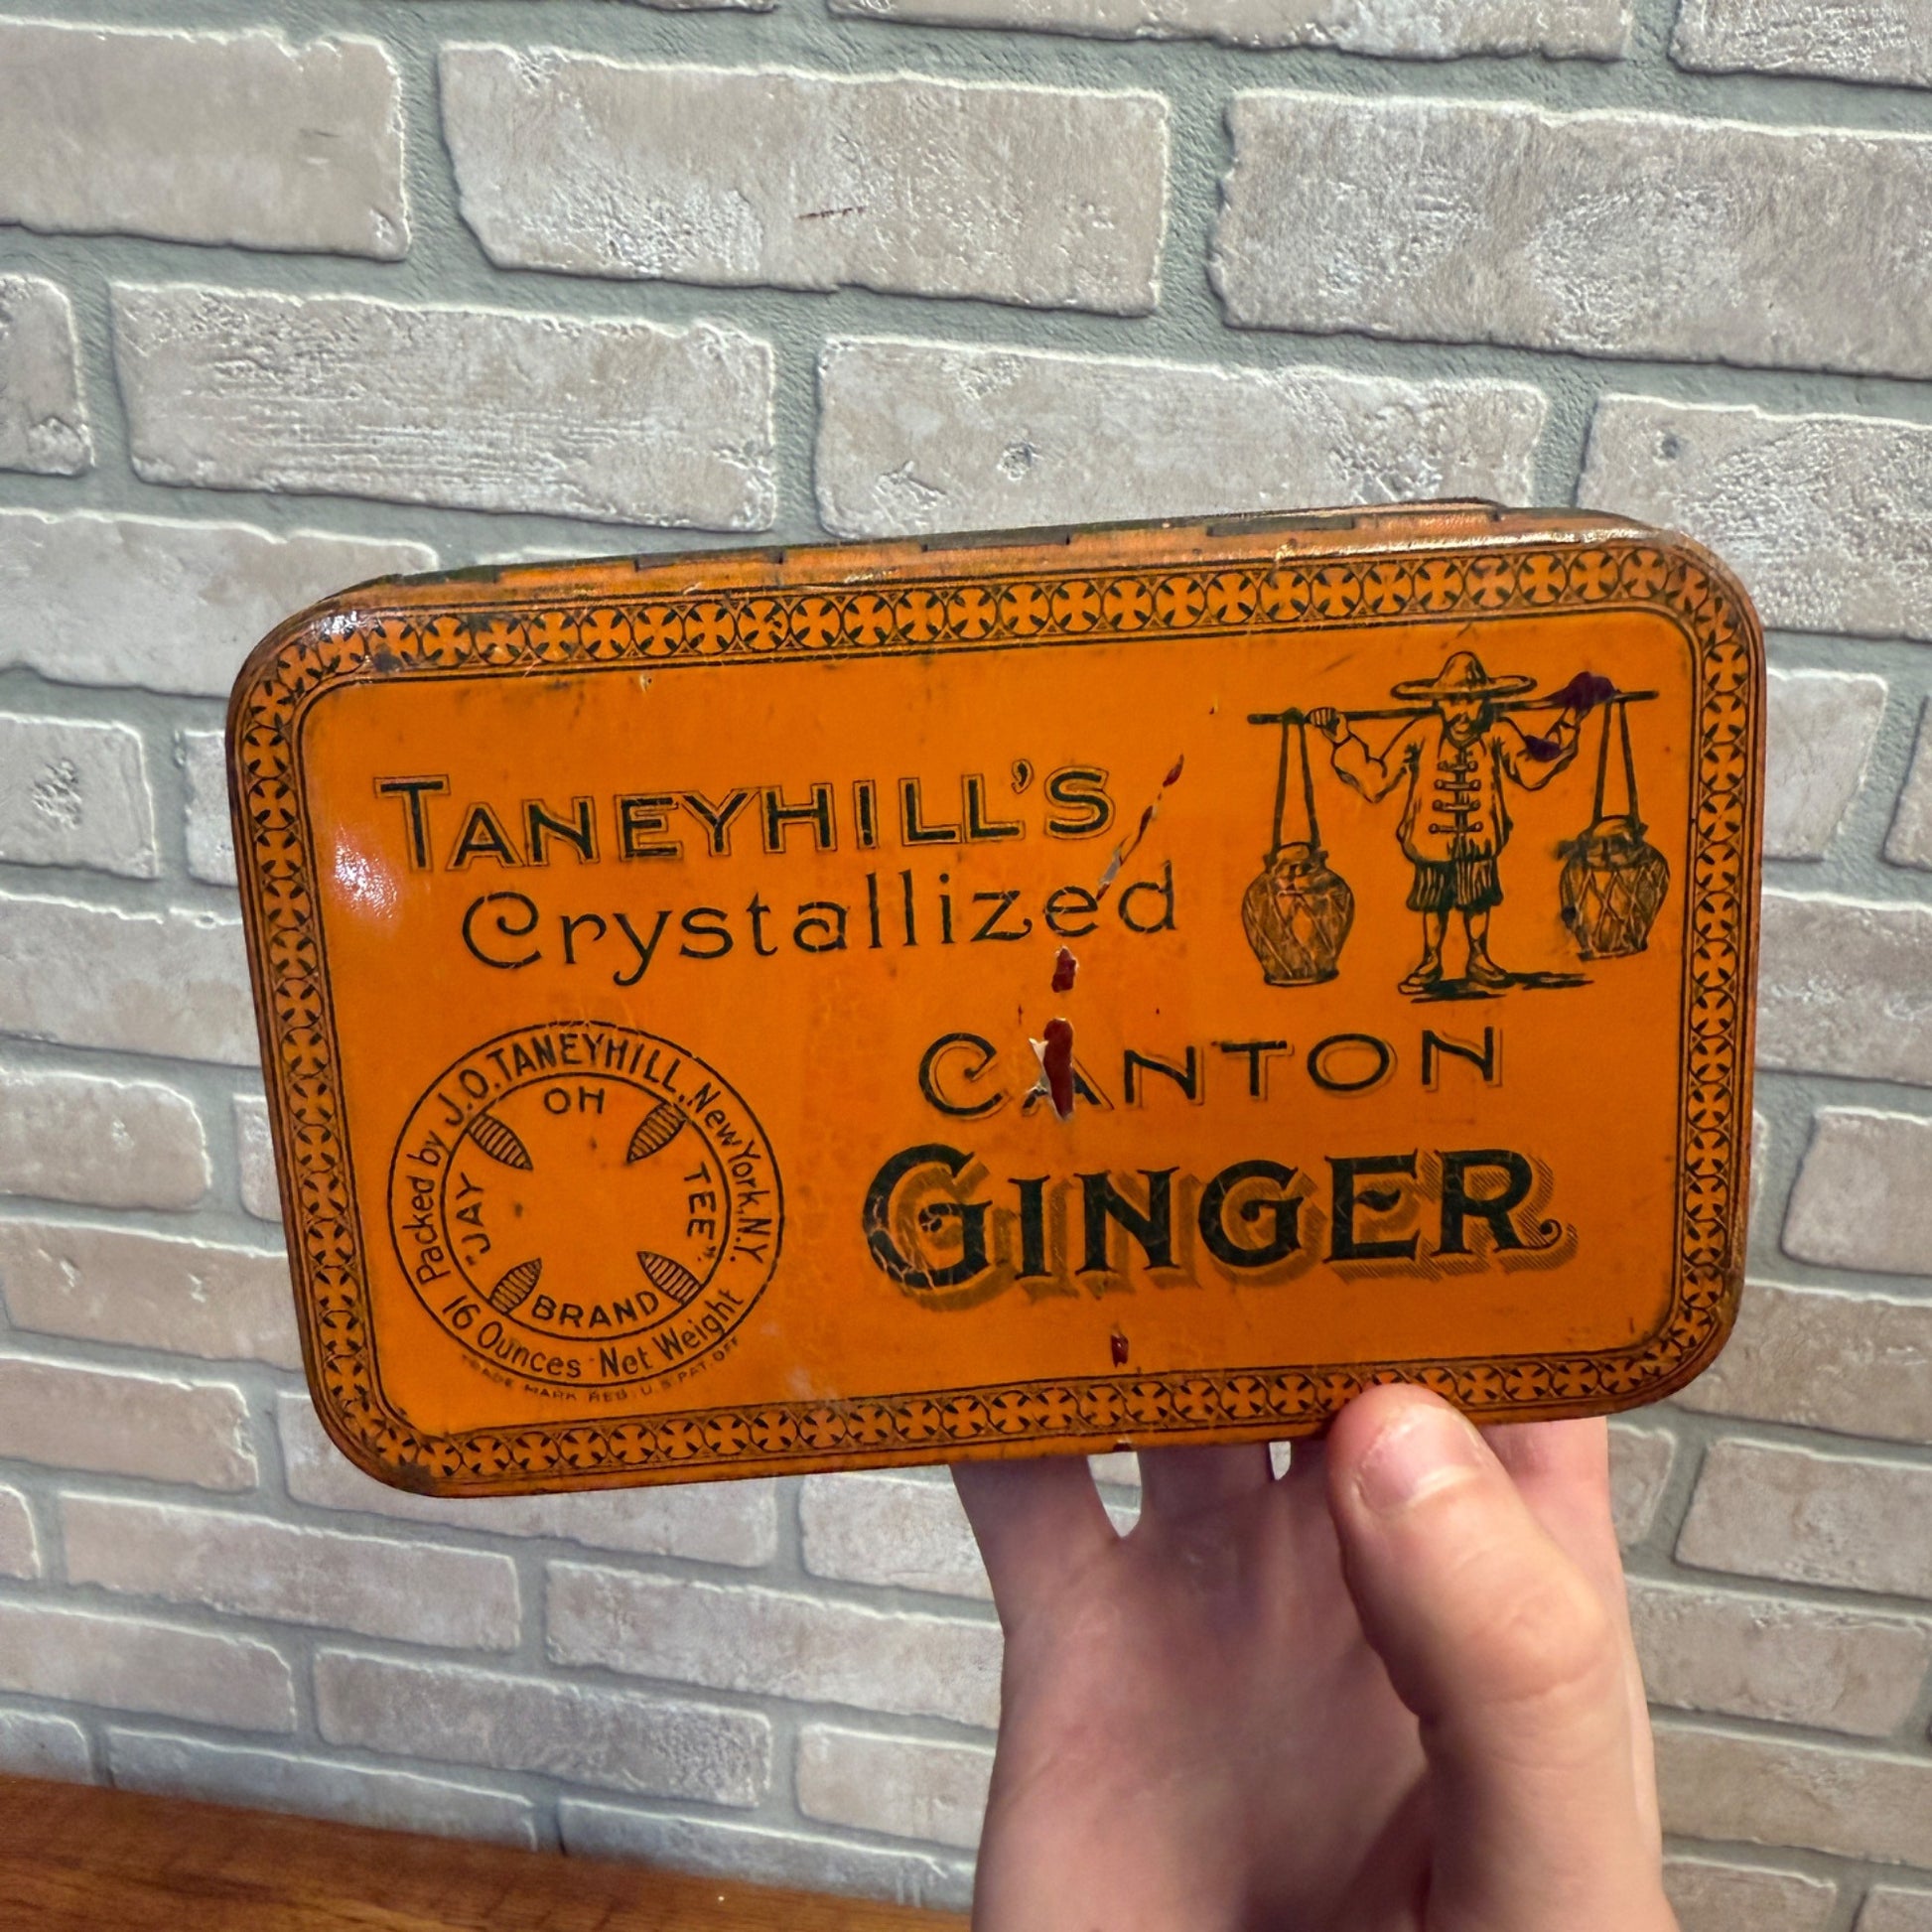 TANEYHILL'S
Crystallized
CANTON
GINGER
Packed by J.O. TANEYHILL, New York, N.Y.
"JAY
OH
TEE"
BRAND
16 Ounces Net Weight
TRADE MARK REG. U.S. PAT. OFF